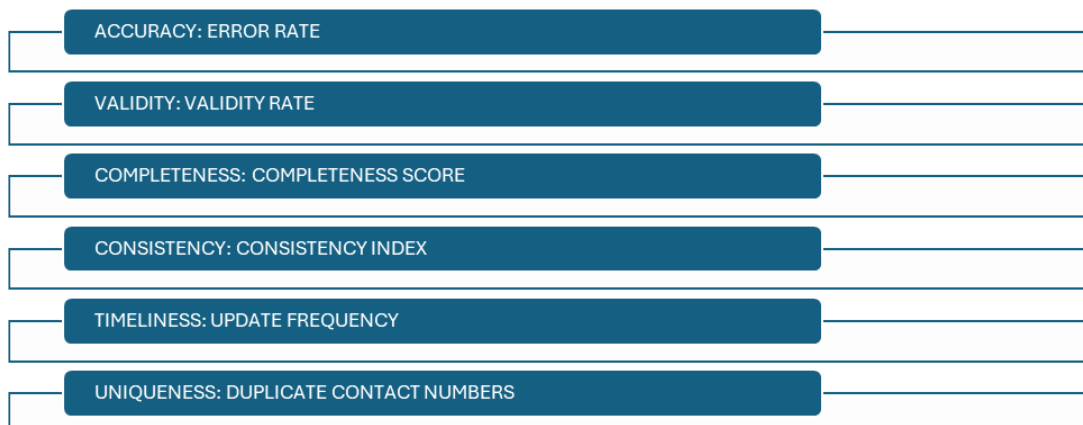 ACCURACY: ERROR RATE
VALIDITY: VALIDITY RATE
COMPLETENESS: COMPLETENESS SCORE
CONSISTENCY: CONSISTENCY INDEX
TIMELINESS: UPDATE FREQUENCY
UNIQUENESS: DUPLICATE CONTACT NUMBERS